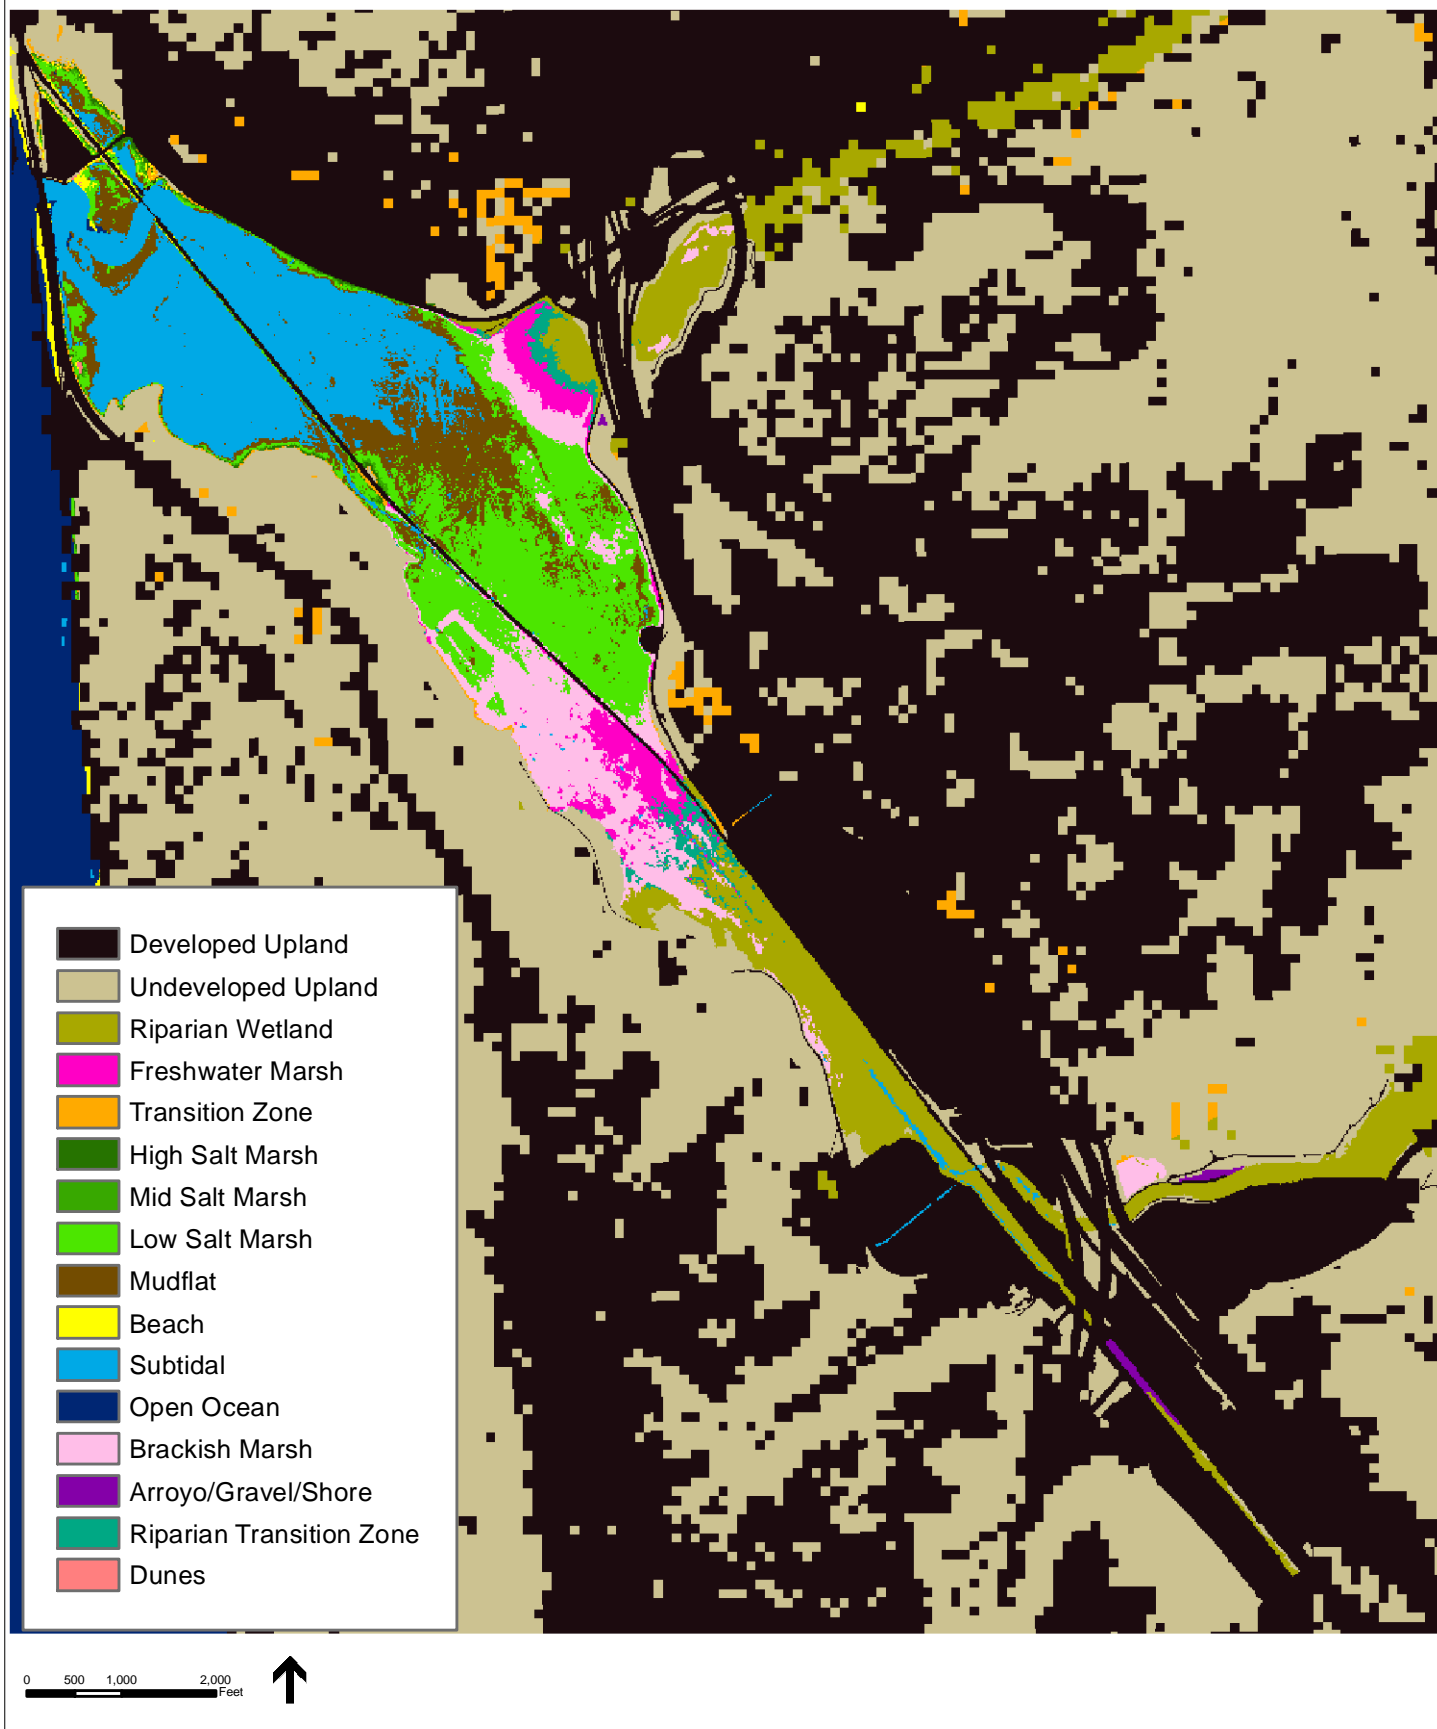 Developed Upland
Undeveloped Upland
Riparian Wetland
Freshwater Marsh
Transition Zone
High Salt Marsh
Mid Salt Marsh
Low Salt Marsh
Mudflat
Beach
Subtidal
Open Ocean
Brackish Marsh
Arroyo/Gravel/Shore
Riparian Transition Zone
Dunes
0 500 1,000 2,000
Feet